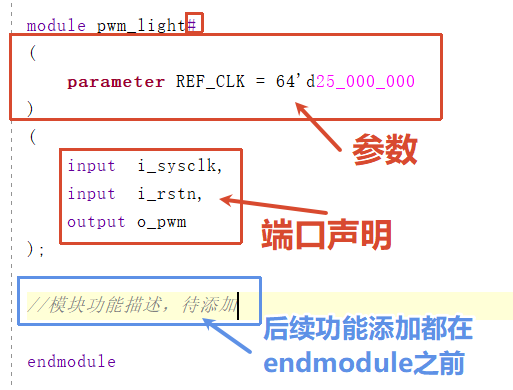 module pwm_light#
(
parameter REF_CLK = 64'd25_000_000
)
参数
(
input i_sysclk,
input i_rstn,
output o_pwm
端口声明
);
//模块功能描述，待添加
后续功能添加都在
endmodule之前
endmodule